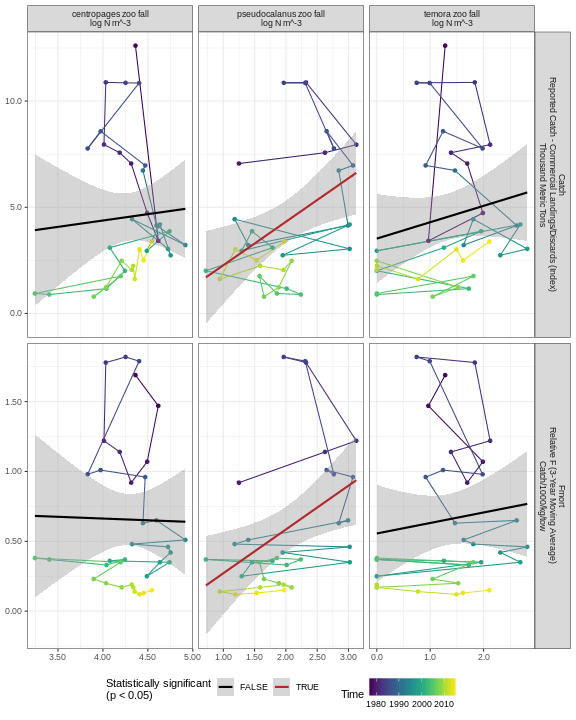 centropages zoo fall
log N m^-3
pseudocalanus zoo fall
log N m^-3
temora zoo fall
log N m^-3
10.0
5.0
0.0
Catch
Reported Catch - Commercial Landings/Discards (Index)
Thousand Metric Tons
1.50
1.00
0.50
0.00
Fmort
Relative F (3-Year Moving Average)
Catch/1000/kg/tow
3.50
4.00
4.50
5.00
1.00
1.50
2.00
2.50
3.00
0.0
1.0
2.0
Statistically significant
(p < 0.05)
FALSE
TRUE
Time
1980 1990 2000 2010